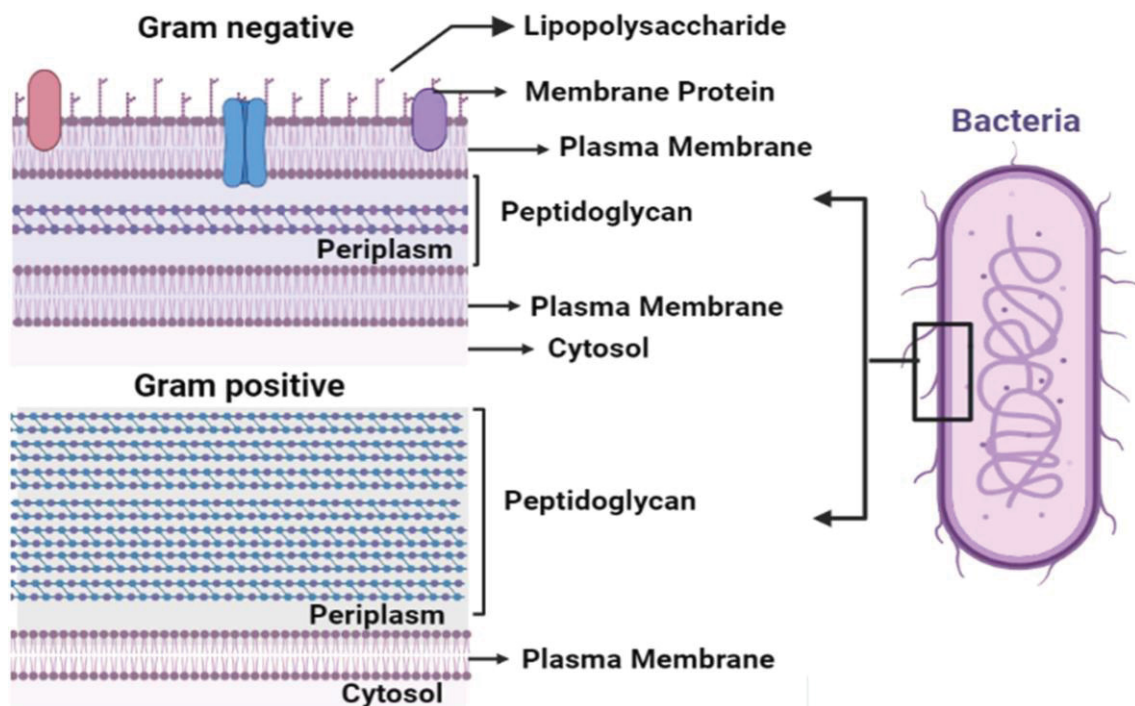 Gram negative
Lipopolysaccharide
Membrane Protein
Plasma Membrane
Peptidoglycan
Periplasm
Plasma Membrane
Cytosol
Gram positive
Peptidoglycan
Periplasm
Plasma Membrane
Cytosol
Bacteria